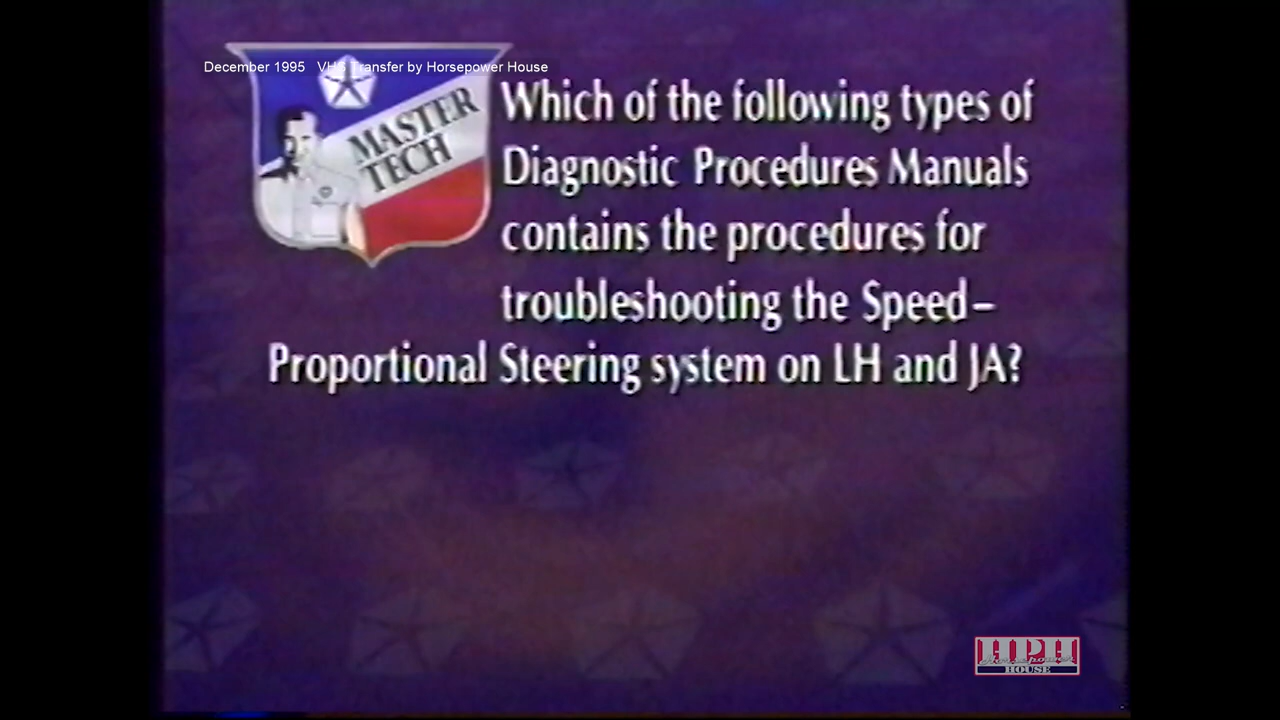 December 1995   VHS Transfer by Horsepower House
MASTER
TECH
Which of the following types of
Diagnostic Procedures Manuals
contains the procedures for
troubleshooting the Speed–
Proportional Steering system on LH and JA?
HPH
Horsepower
HOUSE